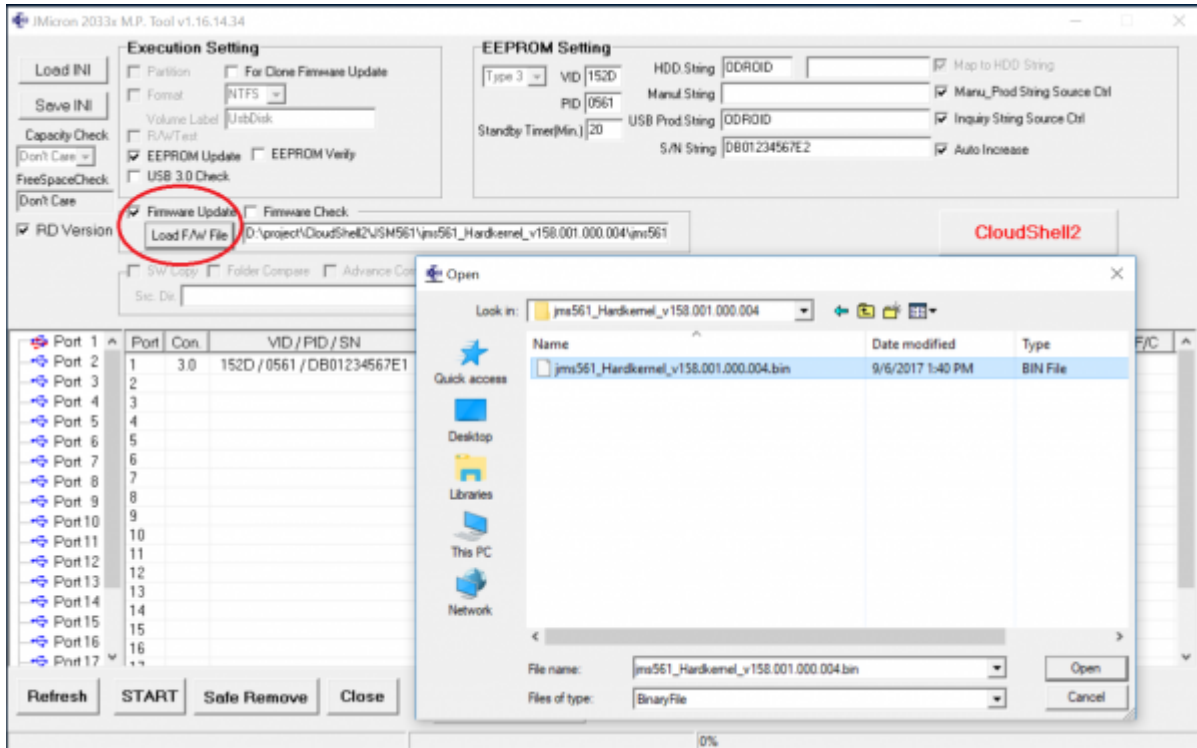 JMicron 2033x M.P. Tool v1.16.14.34
Load INI
Save INI
Capacity Check
Don't Care
FreeSpaceCheck
Don't Care
RD Version
Execution Setting
Partition
For Clone Firmware Update
Format
NTFS
Volume Label
UsbDisk
R/W Test
EEPROM Update
EEPROM Verify
USB 3.0 Check
EEPROM Setting
Type 3
VID
152D
PID
0561
Standby Timer(Min.)
20
HDD.String
ODROID
Map to HDD String
Manuf.String
Manu_Prod String Source Ctrl
USB Prod.String
ODROID
Inquiry String Source Ctrl
S/N String
DB01234567E2
Auto Increase
Firmware Update
Firmware Check
Load F/W File
D:\project\CloudShell2\JSM561\jms561_Hardkernel_v158.001.000.004\jms561
CloudShell2
SW Copy
Folder Compare
Advance Com
Src. Dir.
Port 1
Port 2
Port 3
Port 4
Port 5
Port 6
Port 7
Port 8
Port 9
Port 10
Port 11
Port 12
Port 13
Port 14
Port 15
Port 16
Port 17
Port Con. VID / PID / SN
F/C
1 3.0 152D / 0561 / DB01234567E1
2
3
4
5
6
7
8
9
10
11
12
13
14
15
16
17
Open
Look in:
jms561_Hardkernel_v158.001.000.004
Quick access
Desktop
Libraries
This PC
Network
Name Date modified Type
jms561_Hardkernel_v158.001.000.004.bin 9/6/2017 1:40 PM BIN File
File name:
jms561_Hardkernel_v158.001.000.004.bin
Open
Files of type:
BinaryFile
Cancel
Refresh
START
Safe Remove
Close
0%